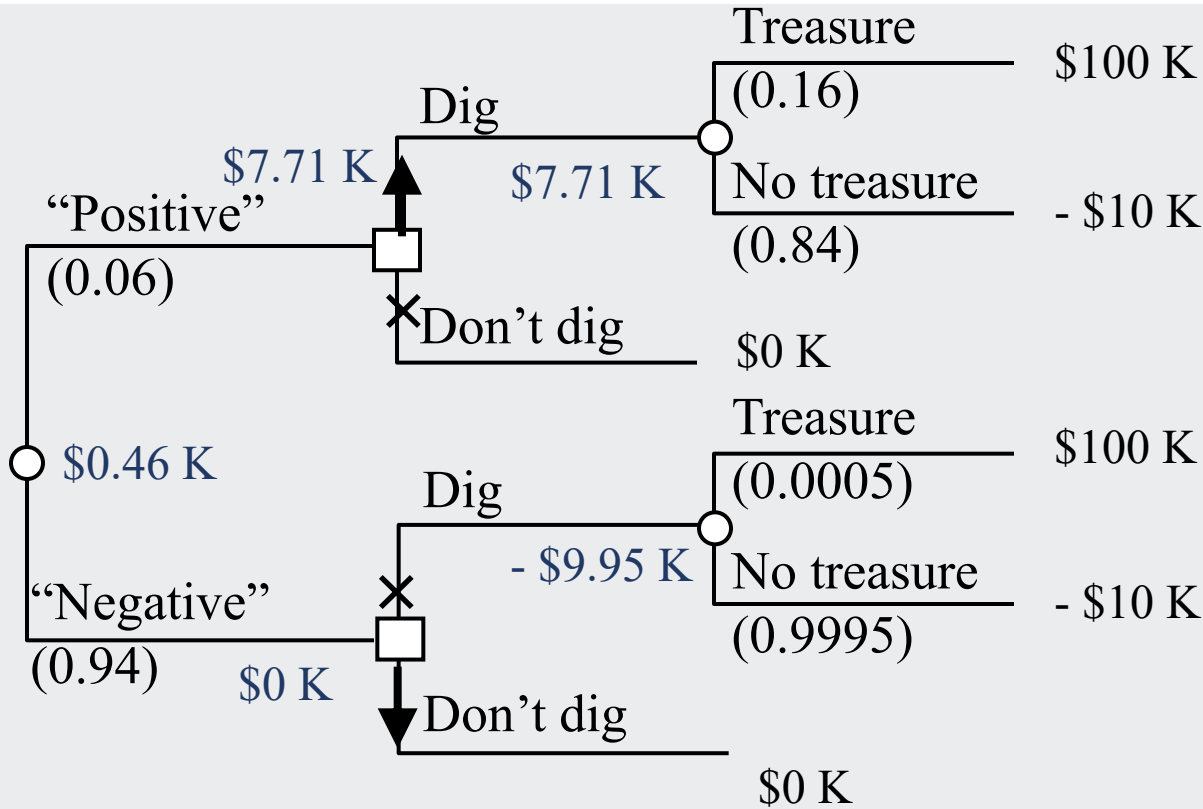 Treasure
$100 K
(0.16)
Dig
$7.71 K
$7.71 K
No treasure
- $10 K
“Positive”
(0.84)
(0.06)
Don’t dig
$0 K
Treasure
$100 K
$0.46 K
(0.0005)
Dig
- $9.95 K
No treasure
- $10 K
“Negative”
(0.9995)
(0.94)
$0 K
Don’t dig
$0 K